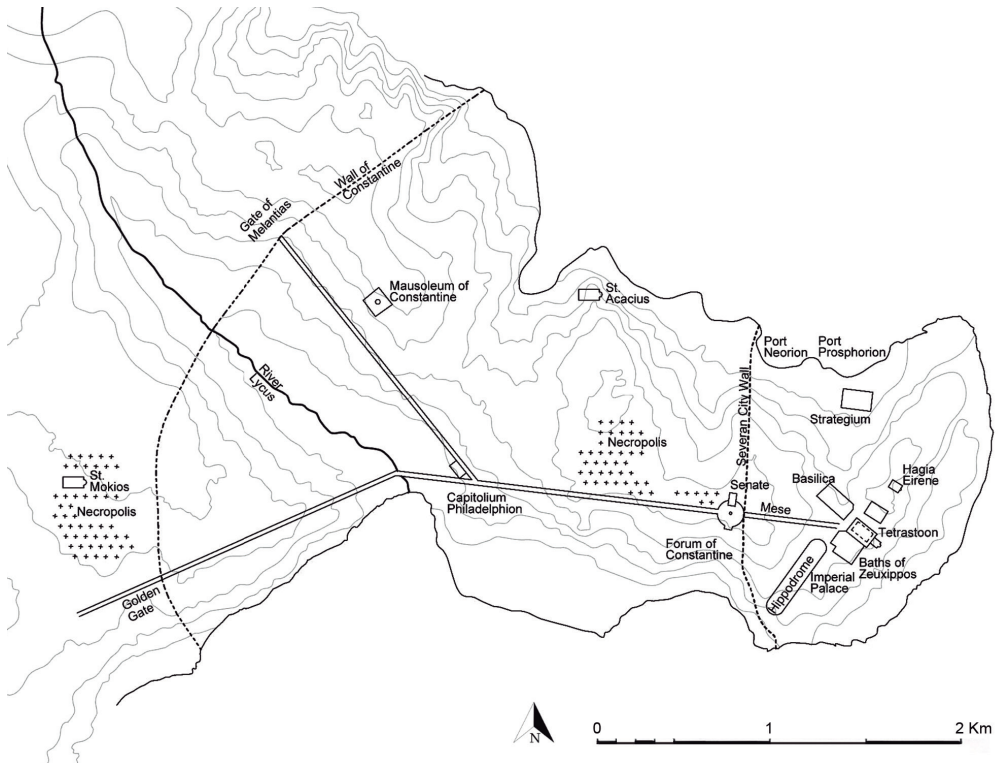 Wall of
Constantine
Gate of
Melantias
Mausoleum of
Constantine
St.
Acacius
Port
Neorion
Port
Prosphorion
River
Lycus
Severan City Wall
Strategium
Necropolis
St.
Mokios
Necropolis
Senate
Basilica
Hagia
Eirene
Capitolium
Philadelphion
Mese
Tetrastoon
Forum of
Constantine
Baths of
Zeuxippos
Hippodrome
Imperial
Palace
Golden
Gate
N
0
1
2 Km